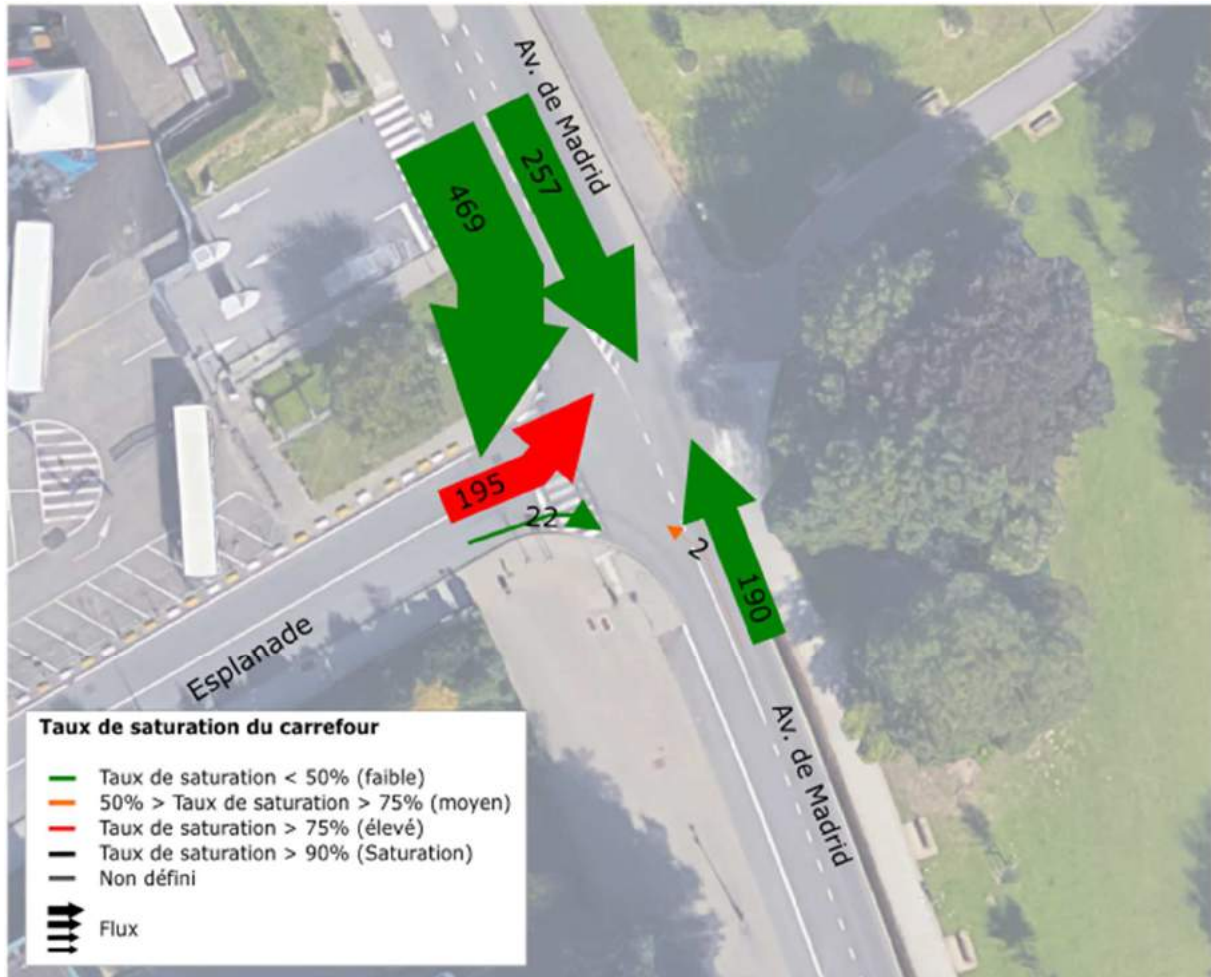 Av. de Madrid
257
469
195
22
2
190
Esplanade
Av. de Madrid
Taux de saturation du carrefour
Taux de saturation < 50% (faible)
50% > Taux de saturation > 75% (moyen)
Taux de saturation > 75% (élevé)
Taux de saturation > 90% (Saturation)
Non défini
Flux